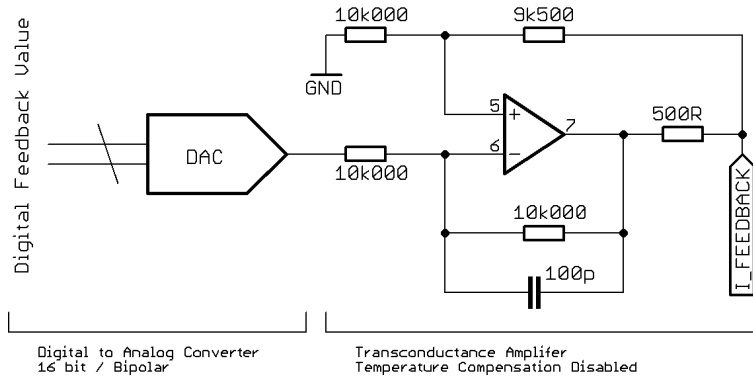 10k000
9k500
GND
Digital Feedback Value
DAC
10k000
5
+
6
-
7
500R
10k000
100p
I_FEEDBACK
Digital to Analog Converter
16 bit / Bipolar
Transconductance Amplifer
Temperature Compensation Disabled